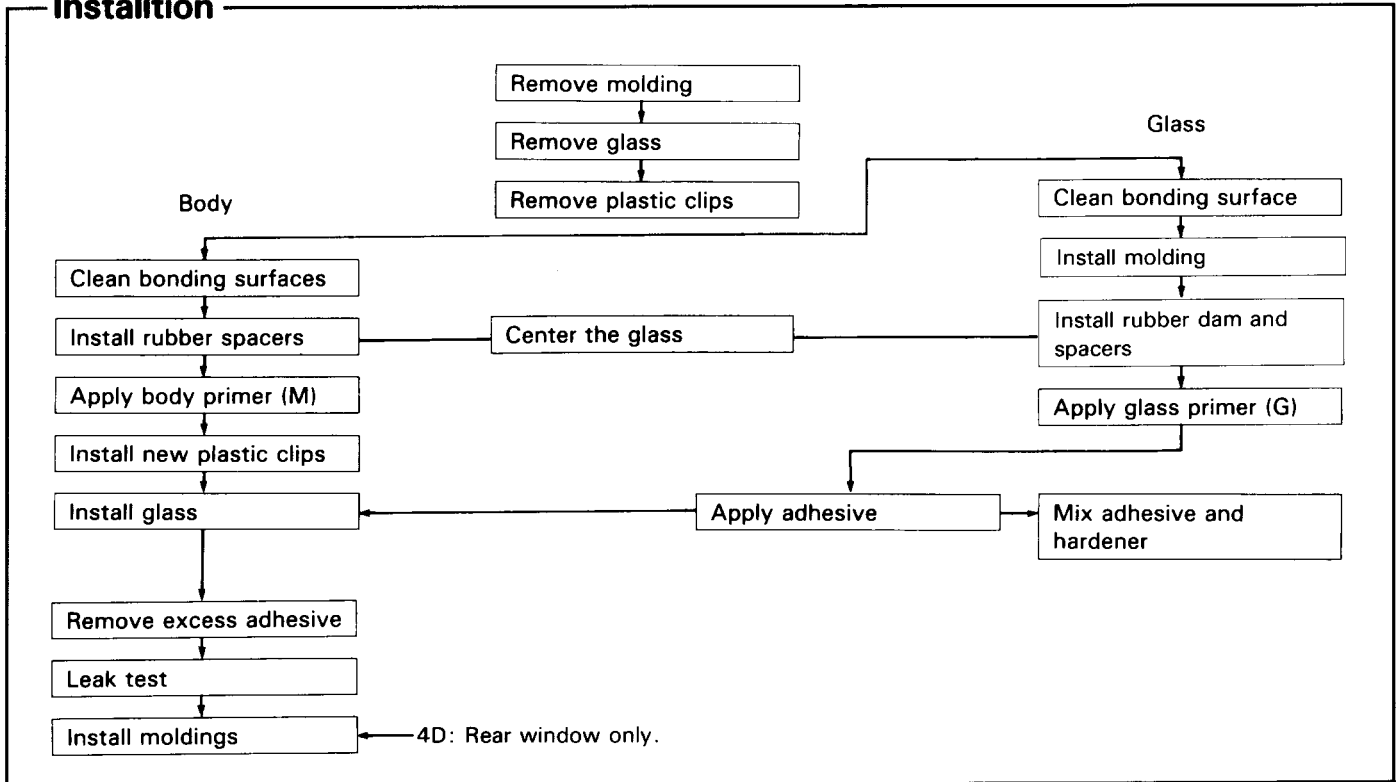 Installtion
Remove molding
Remove glass
Remove plastic clips
Body
Clean bonding surfaces
Install rubber spacers
Apply body primer (M)
Install new plastic clips
Install glass
Remove excess adhesive
Leak test
Install moldings
4D: Rear window only.
Center the glass
Glass
Clean bonding surface
Install molding
Install rubber dam and
spacers
Apply glass primer (G)
Apply adhesive
Mix adhesive and
hardener